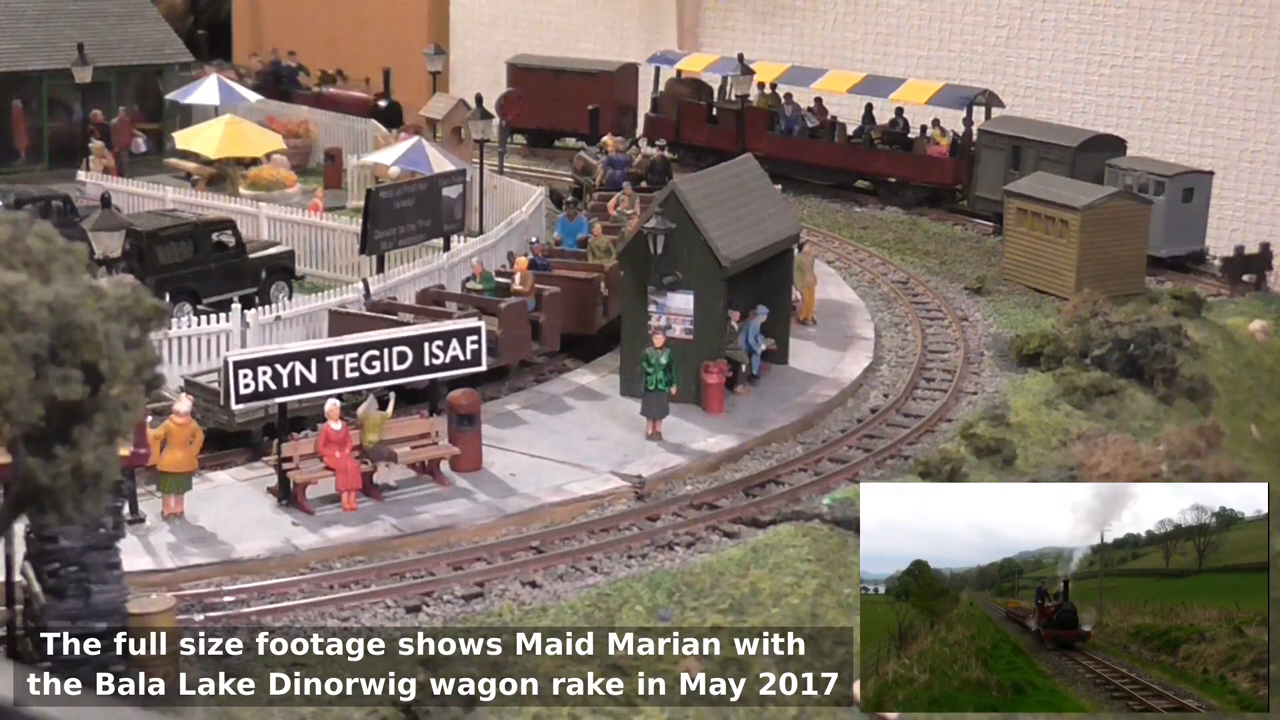 BRYN TEGID ISAF
The full size footage shows Maid Marian with
the Bala Lake Dinorwig wagon rake in May 2017